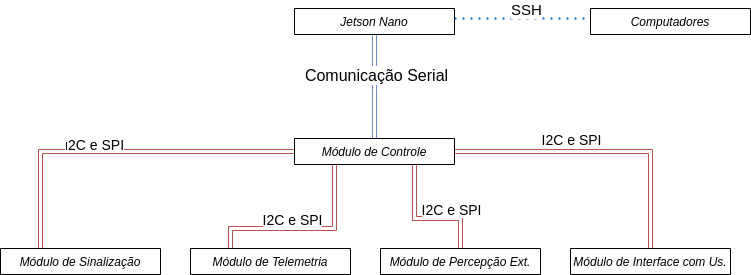 SSH
Jetson Nano
Computadores
Comunicação Serial
Módulo de Controle
I2C e SPI
I2C e SPI
I2C e SPI
I2C e SPI
Módulo de Sinalização
Módulo de Telemetria
Módulo de Percepção Ext.
Módulo de Interface com Us.